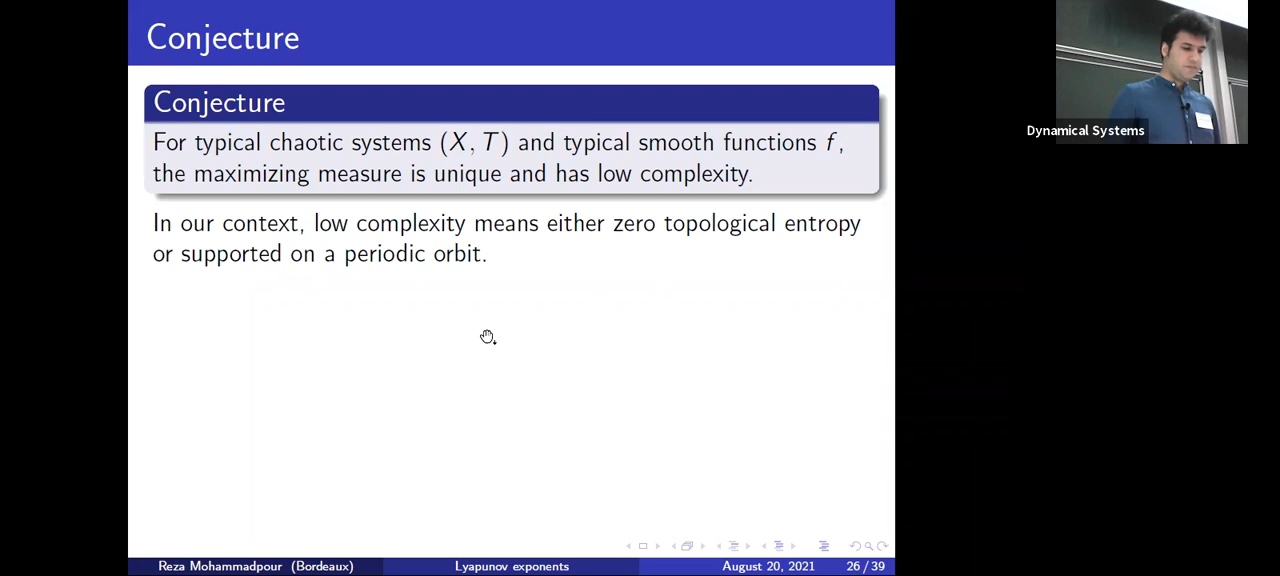 Conjecture
Conjecture
For typical chaotic systems (X, T) and typical smooth functions f,
the maximizing measure is unique and has low complexity.
In our context, low complexity means either zero topological entropy
or supported on a periodic orbit.
Dynamical Systems
Reza Mohammadpour (Bordeaux)
Lyapunov exponents
August 20, 2021
26 / 39